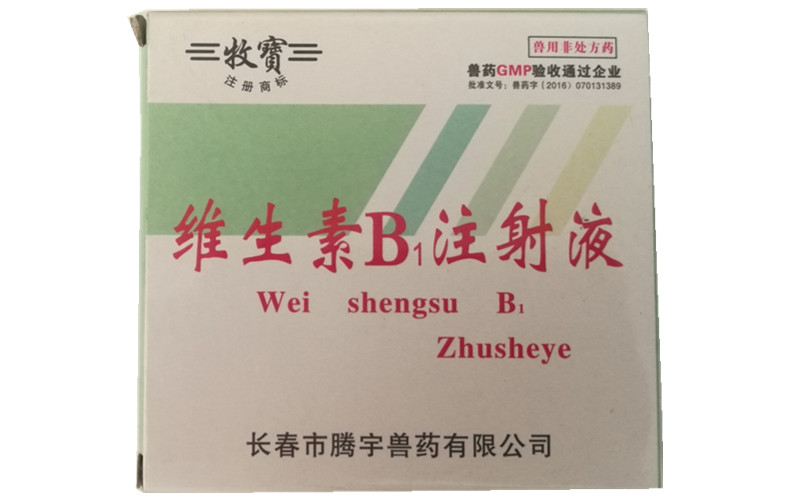 牧寳
注册商标
兽用非处方药
兽药GMP验收通过企业
批准文号：兽药字（2016）070131389
维生素B₁注射液
Wei shengsu B₁
Zhusheye
长春市腾宇兽药有限公司